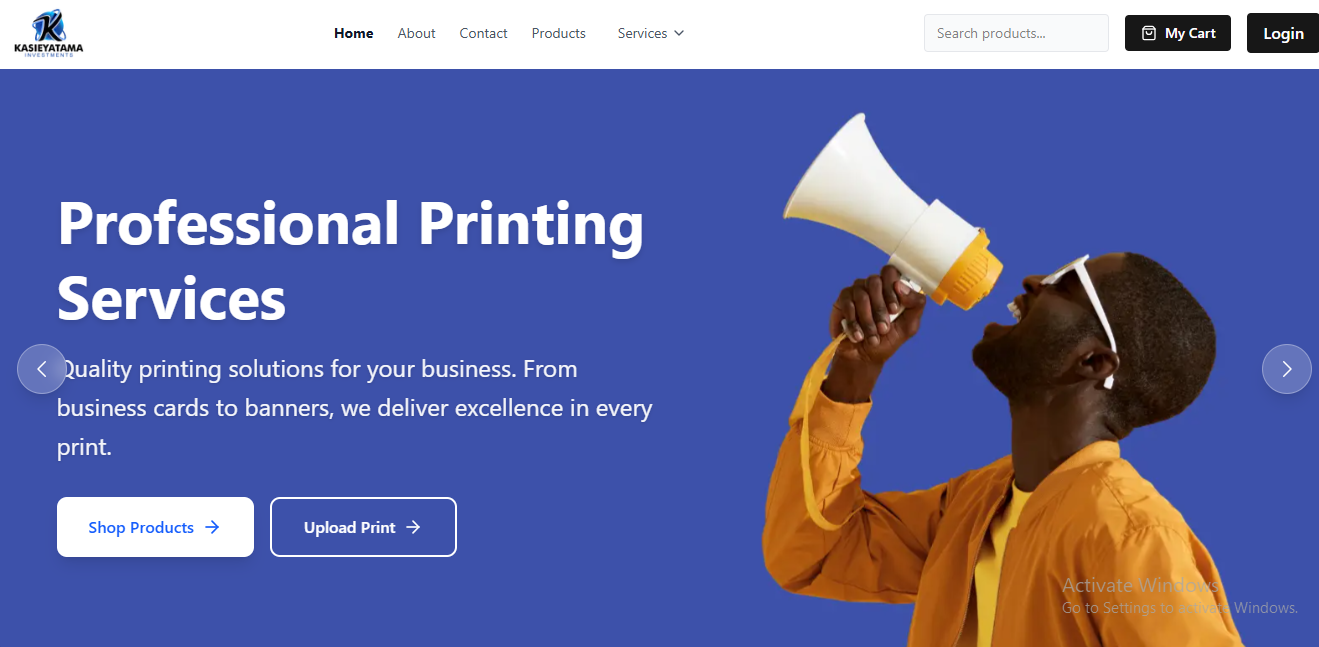 KASIEYATAMA
INVESTMENTS
Home
About
Contact
Products
Services
Search products...
My Cart
Login
Professional Printing
Services
Quality printing solutions for your business. From
business cards to banners, we deliver excellence in every
print.
Shop Products
Upload Print
Activate Windows
Go to Settings to activate Windows.